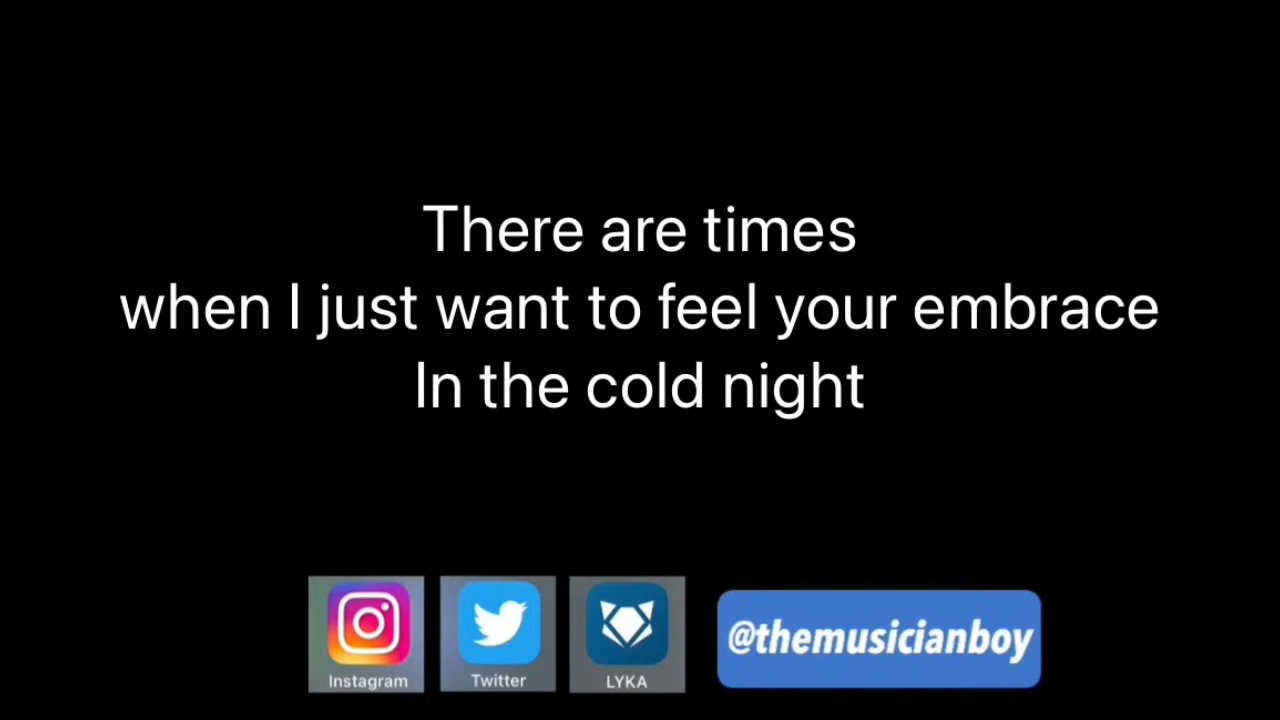 There are times
when I just want to feel your embrace
In the cold night
Instagram
Twitter
LYKA
@themusicianboy